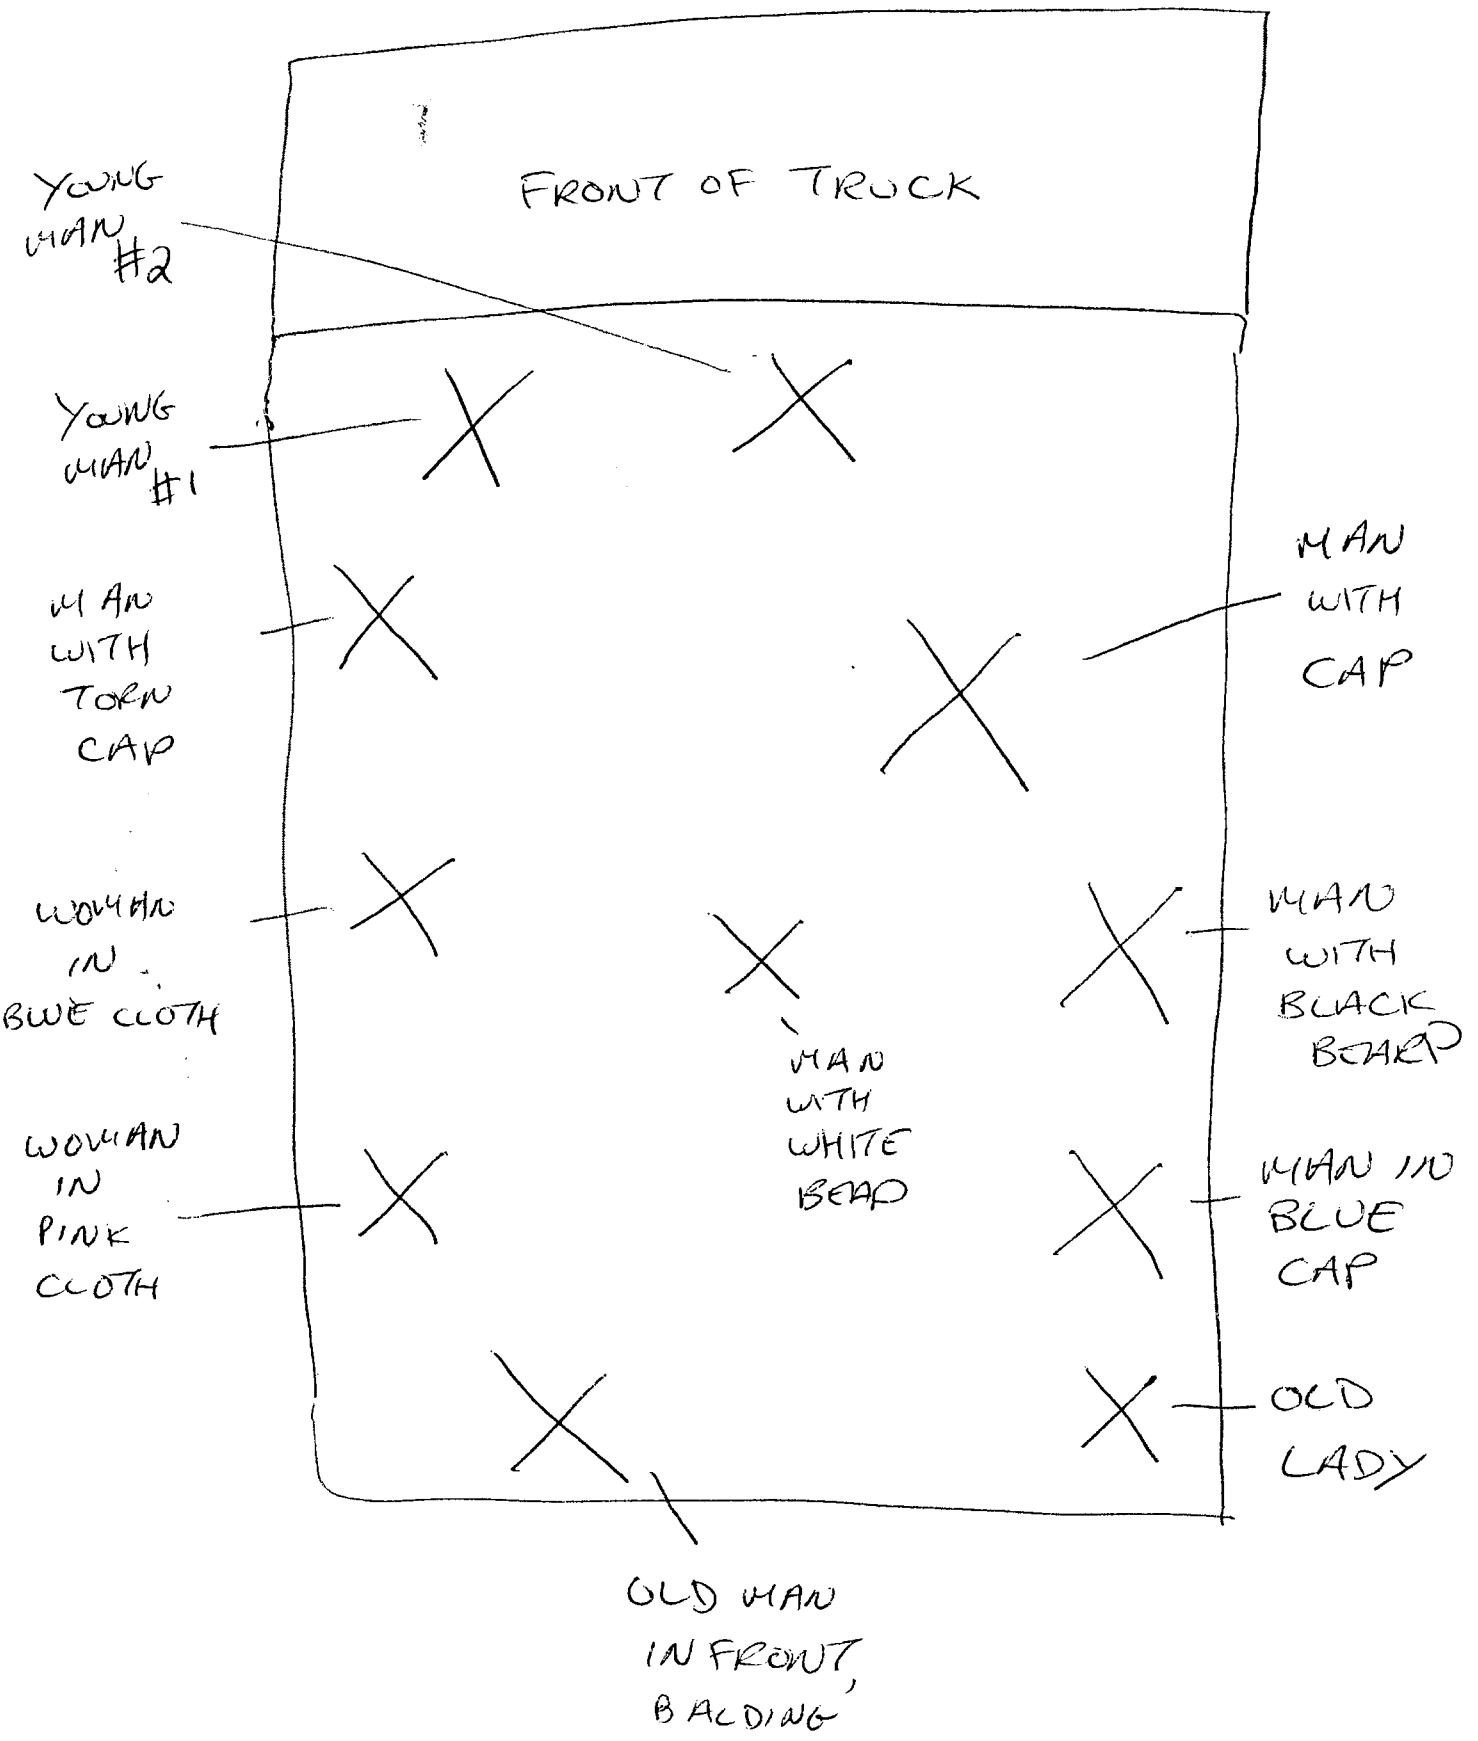 FRONT OF TRUCK
YOUNG
MAN
#2
YOUNG
MAN
#1
MAN
WITH
CAP
MAN
WITH
TORN
CAP
WOMAN
IN
BLUE CLOTH
MAN
WITH
BLACK
BEARD
MAN
WITH
WHITE
BEAD
WOMAN
IN
PINK
CLOTH
MAN IN
BLUE
CAP
OLD
LADY
OLD MAN
IN FRONT,
BALDING